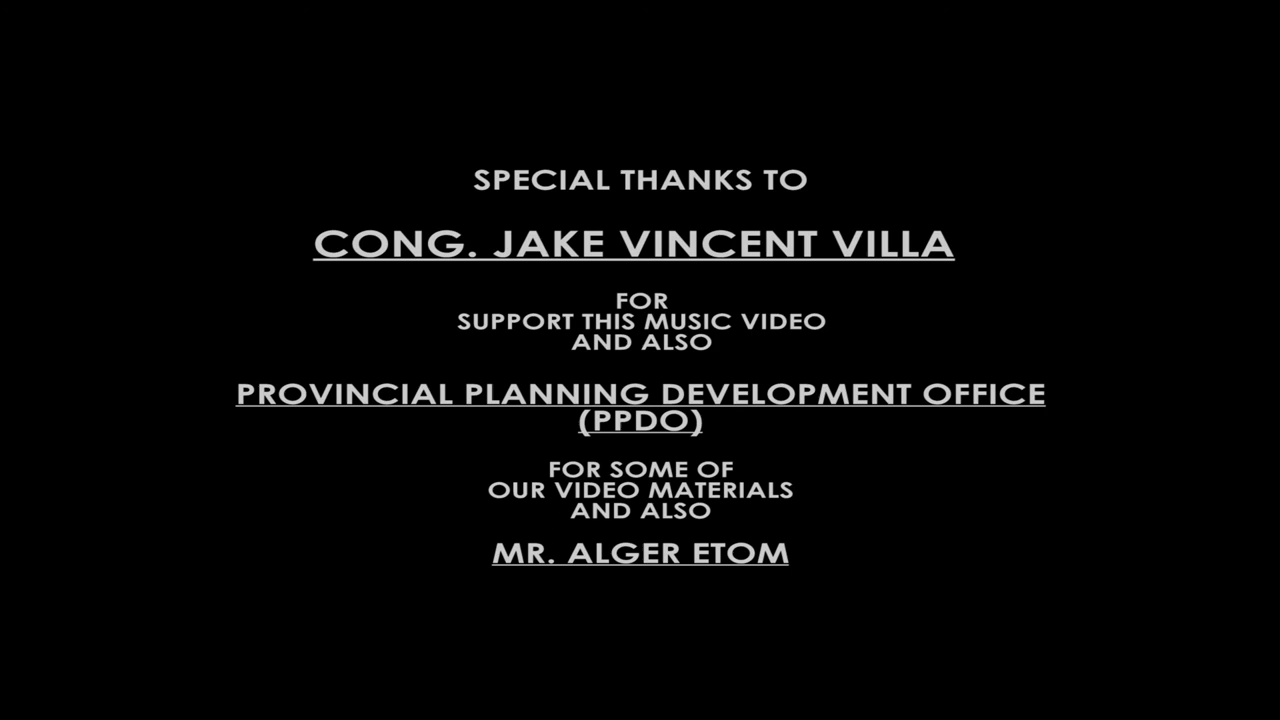 SPECIAL THANKS TO
CONG. JAKE VINCENT VILLA
FOR
SUPPORT THIS MUSIC VIDEO
AND ALSO
PROVINCIAL PLANNING DEVELOPMENT OFFICE
(PPDO)
FOR SOME OF
OUR VIDEO MATERIALS
AND ALSO
MR. ALGER ETOM